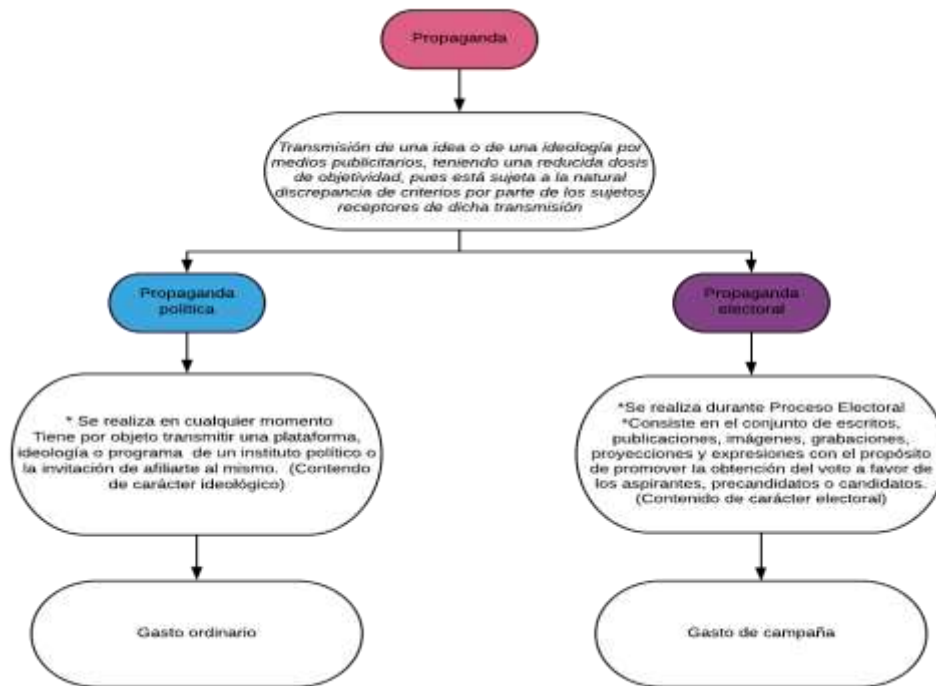 Propaganda
Transmisión de una idea o de una ideología por
medios publicitarios, teniendo una reducida dosis
de objetividad, pues está sujeta a la natural
discrepancia de criterios por parte de los sujetos
receptores de dicha transmisión
Propaganda
política
Propaganda
electoral
* Se realiza en cualquier momento
Tiene por objeto transmitir una plataforma,
ideología o programa de un instituto político o
la invitación de afiliarte al mismo. (Contendo
de carácter ideológico)
*Se realiza durante Proceso Electoral
*Consiste en el conjunto de escritos,
publicaciones, imágenes, grabaciones,
proyecciones y expresiones con el propósito
de promover la obtención del voto a favor de
los aspirantes, precandidatos o candidatos.
(Contenido de carácter electoral)
Gasto ordinario
Gasto de campaña